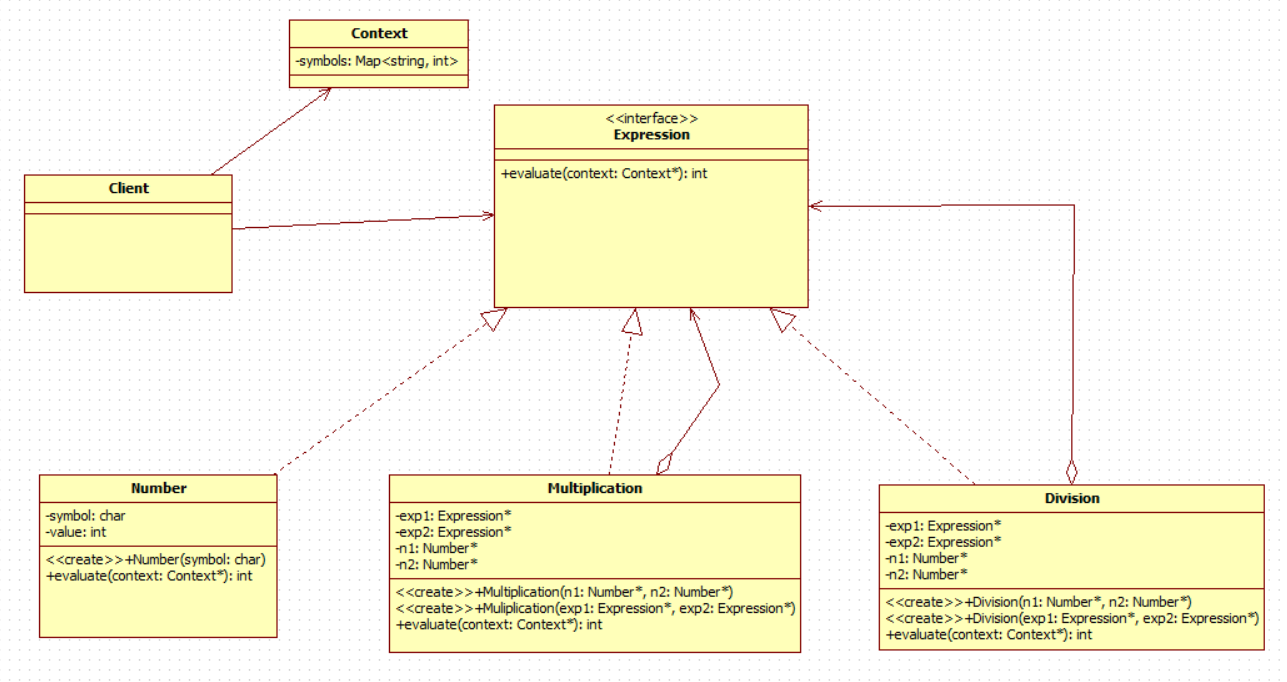 Context
-symbols: Map<string, int>
<<interface>>
Expression
+evaluate(context: Context*): int
Client
Number
-symbol: char
-value: int
<<create>>+Number(symbol: char)
+evaluate(context: Context*): int
Multiplication
-exp1: Expression*
-exp2: Expression*
-n1: Number*
-n2: Number*
<<create>>+Multiplication(n1: Number*, n2: Number*)
<<create>>+Muliplication(exp1: Expression*, exp2: Expression*)
+evaluate(context: Context*): int
Division
-exp1: Expression*
-exp2: Expression*
-n1: Number*
-n2: Number*
<<create>>+Division(n1: Number*, n2: Number*)
<<create>>+Division(exp1: Expression*, exp2: Expression*)
+evaluate(context: Context*): int